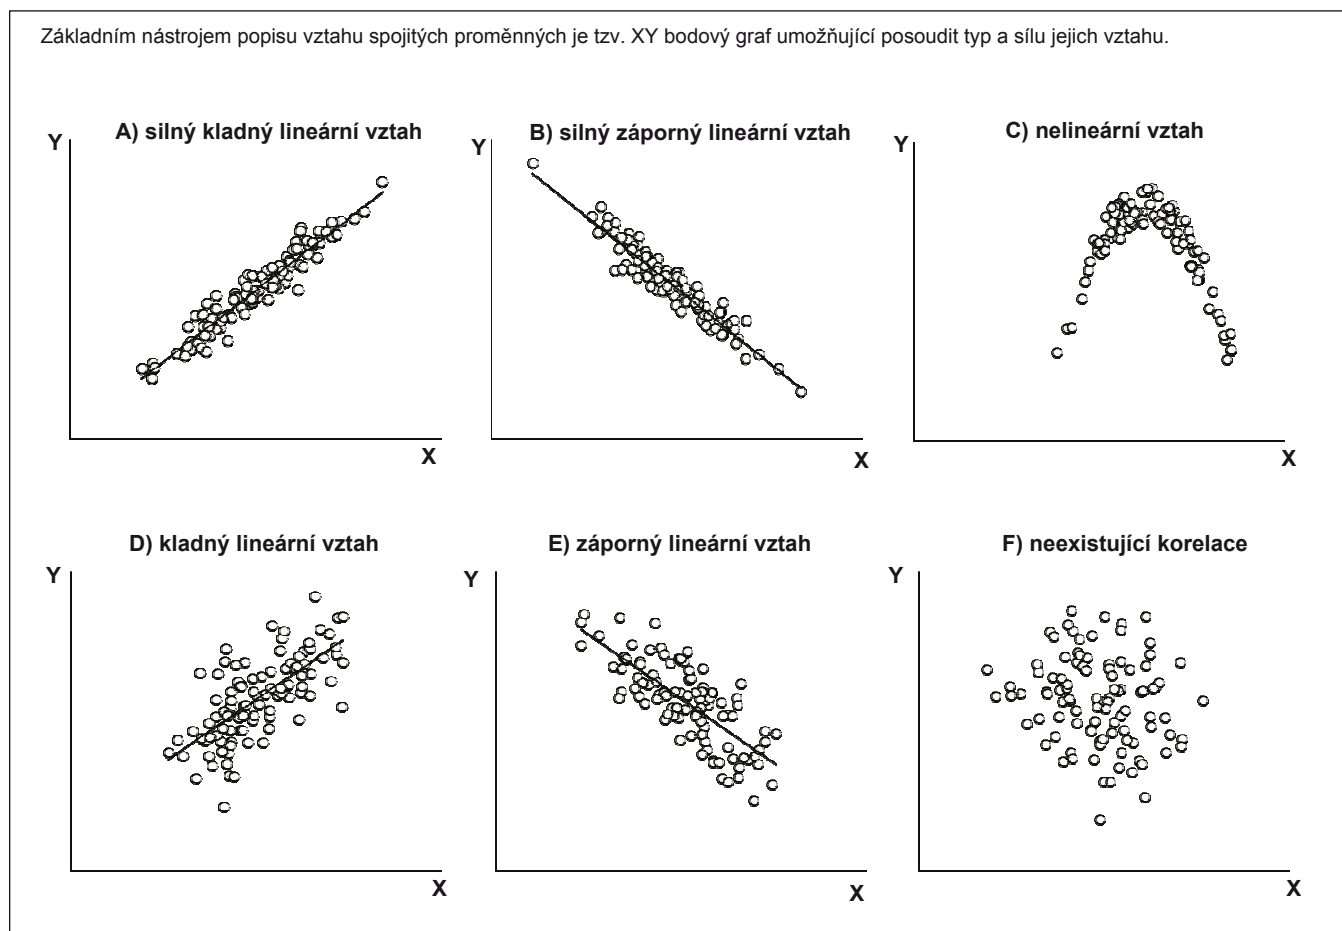 Základním nástrojem popisu vztahu spojitých proměnných je tzv. XY bodový graf umožňující posoudit typ a sílu jejich vztahu.
A) silný kladný lineární vztah
Y
X
B) silný záporný lineární vztah
Y
X
C) nelineární vztah
Y
X
D) kladný lineární vztah
Y
X
E) záporný lineární vztah
Y
X
F) neexistující korelace
Y
X